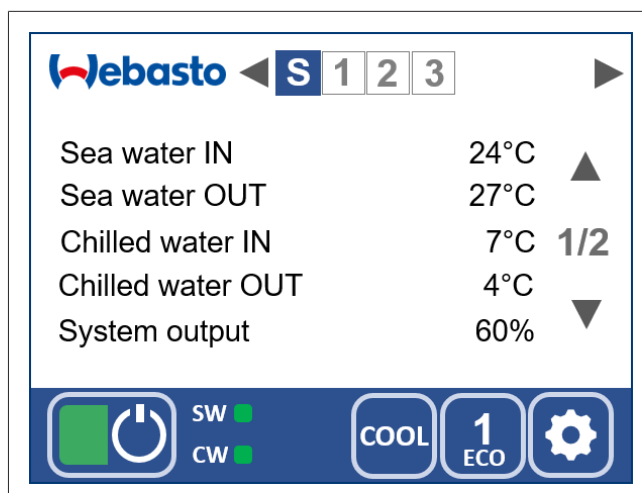 Webasto S 1 2 3
Sea water IN 24°C
Sea water OUT 27°C
Chilled water IN 7°C 1/2
Chilled water OUT 4°C
System output 60%
SW
CW
COOL
1
ECO